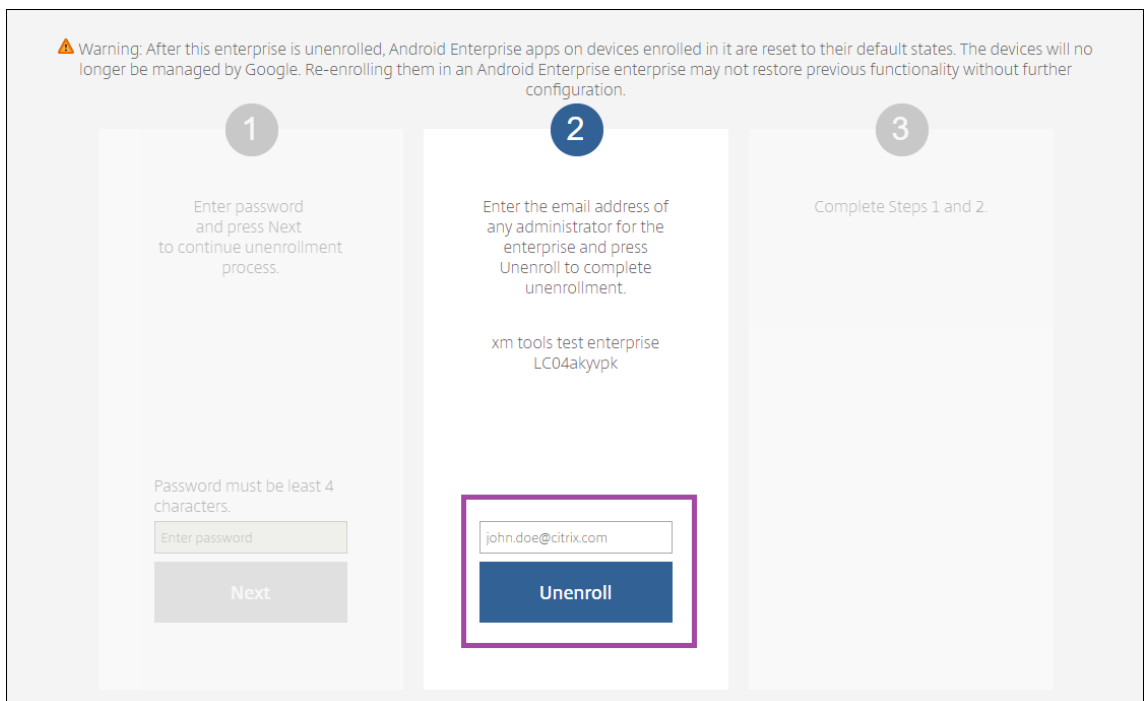 Warning: After this enterprise is unenrolled, Android Enterprise apps on devices enrolled in it are reset to their default states. The devices will no
longer be managed by Google. Re-enrolling them in an Android Enterprise enterprise may not restore previous functionality without further
configuration.
1
Enter password
and press Next
to continue unenrollment
process.
Password must be least 4
characters.
Enter password
Next
2
Enter the email address of
any administrator for the
enterprise and press
Unenroll to complete
unenrollment.
xm tools test enterprise
LC04akyvpk
john.doe@citrix.com
Unenroll
3
Complete Steps 1 and 2.